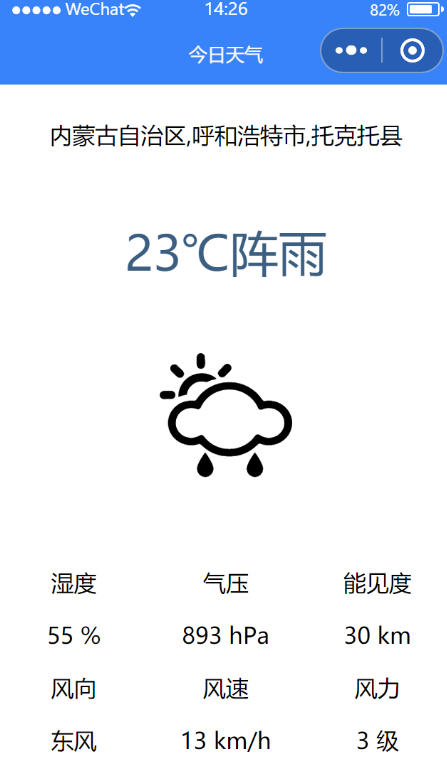 WeChat 14:26 82%
今日天气
内蒙古自治区,呼和浩特市,托克托县
23℃阵雨
湿度 气压 能见度
55 % 893 hPa 30 km
风向 风速 风力
东风 13 km/h 3 级